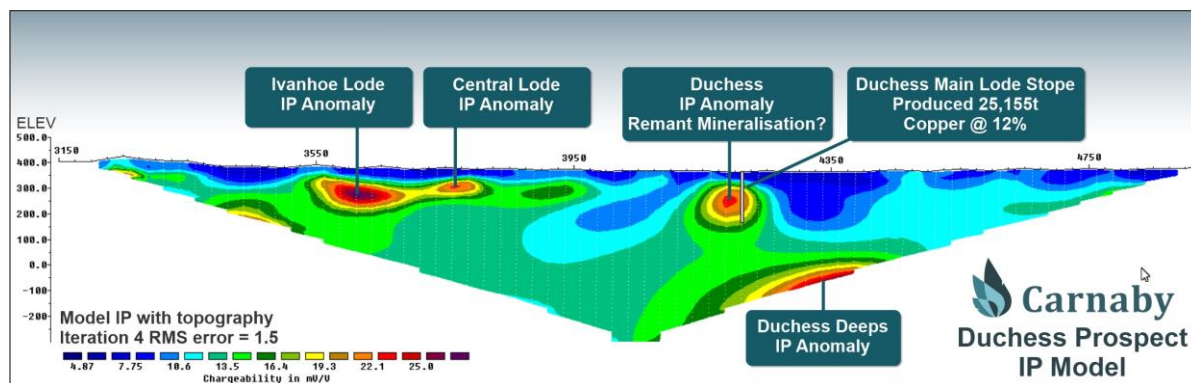 Ivanhoe Lode
IP Anomaly
Central Lode
IP Anomaly
Duchess
IP Anomaly
Remant Mineralisation?
Duchess Main Lode Stope
Produced 25,155t
Copper @ 12%
ELEV
500.0
3150
3550
3950
4350
4750
400.0
300.0
200.0
100.0
0.0
-100
-200
Model IP with topography
Iteration 4 RMS error = 1.5
4.87 7.75 10.6 13.5 16.4 19.3 22.1 25.0
Chargeability in mV/V
Duchess Deeps
IP Anomaly
Carnaby
Duchess Prospect
IP Model